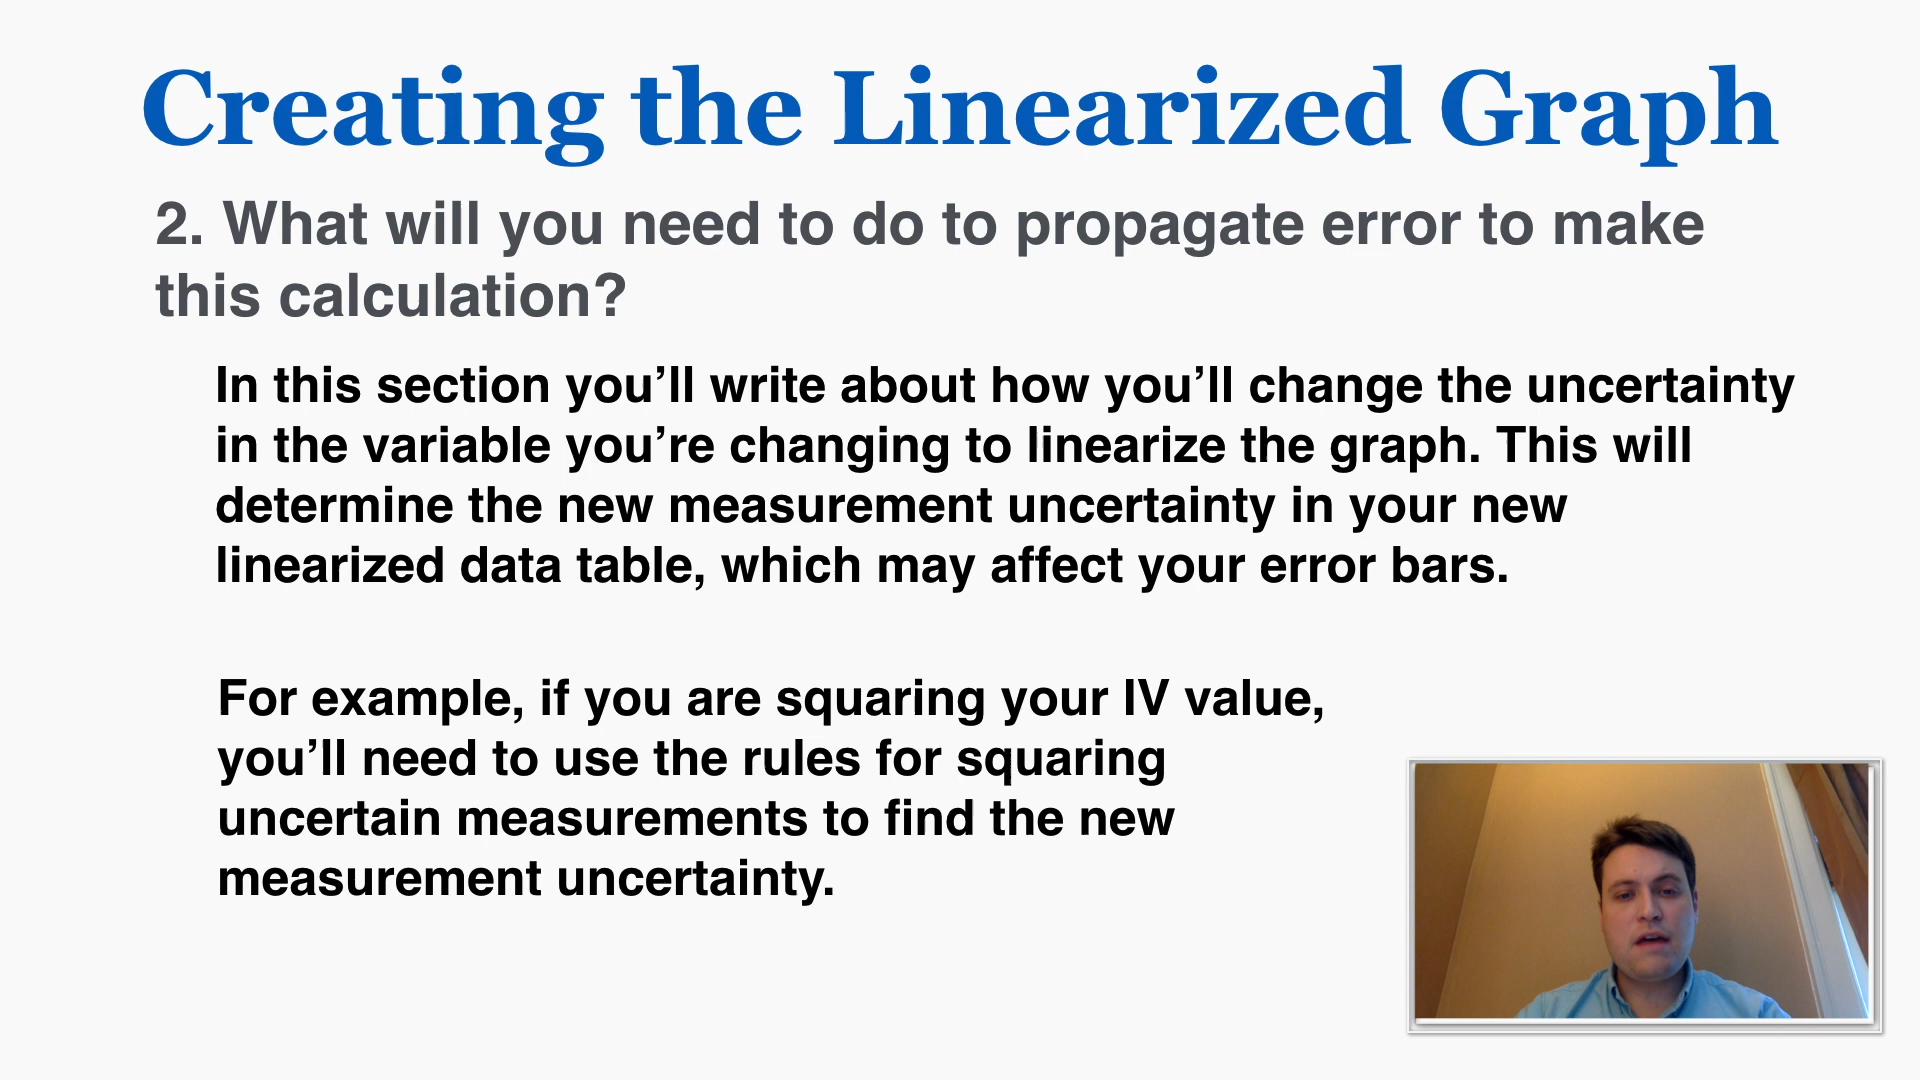 Creating the Linearized Graph
2. What will you need to do to propagate error to make
this calculation?
In this section you’ll write about how you’ll change the uncertainty
in the variable you’re changing to linearize the graph. This will
determine the new measurement uncertainty in your new
linearized data table, which may affect your error bars.
For example, if you are squaring your IV value,
you’ll need to use the rules for squaring
uncertain measurements to find the new
measurement uncertainty.